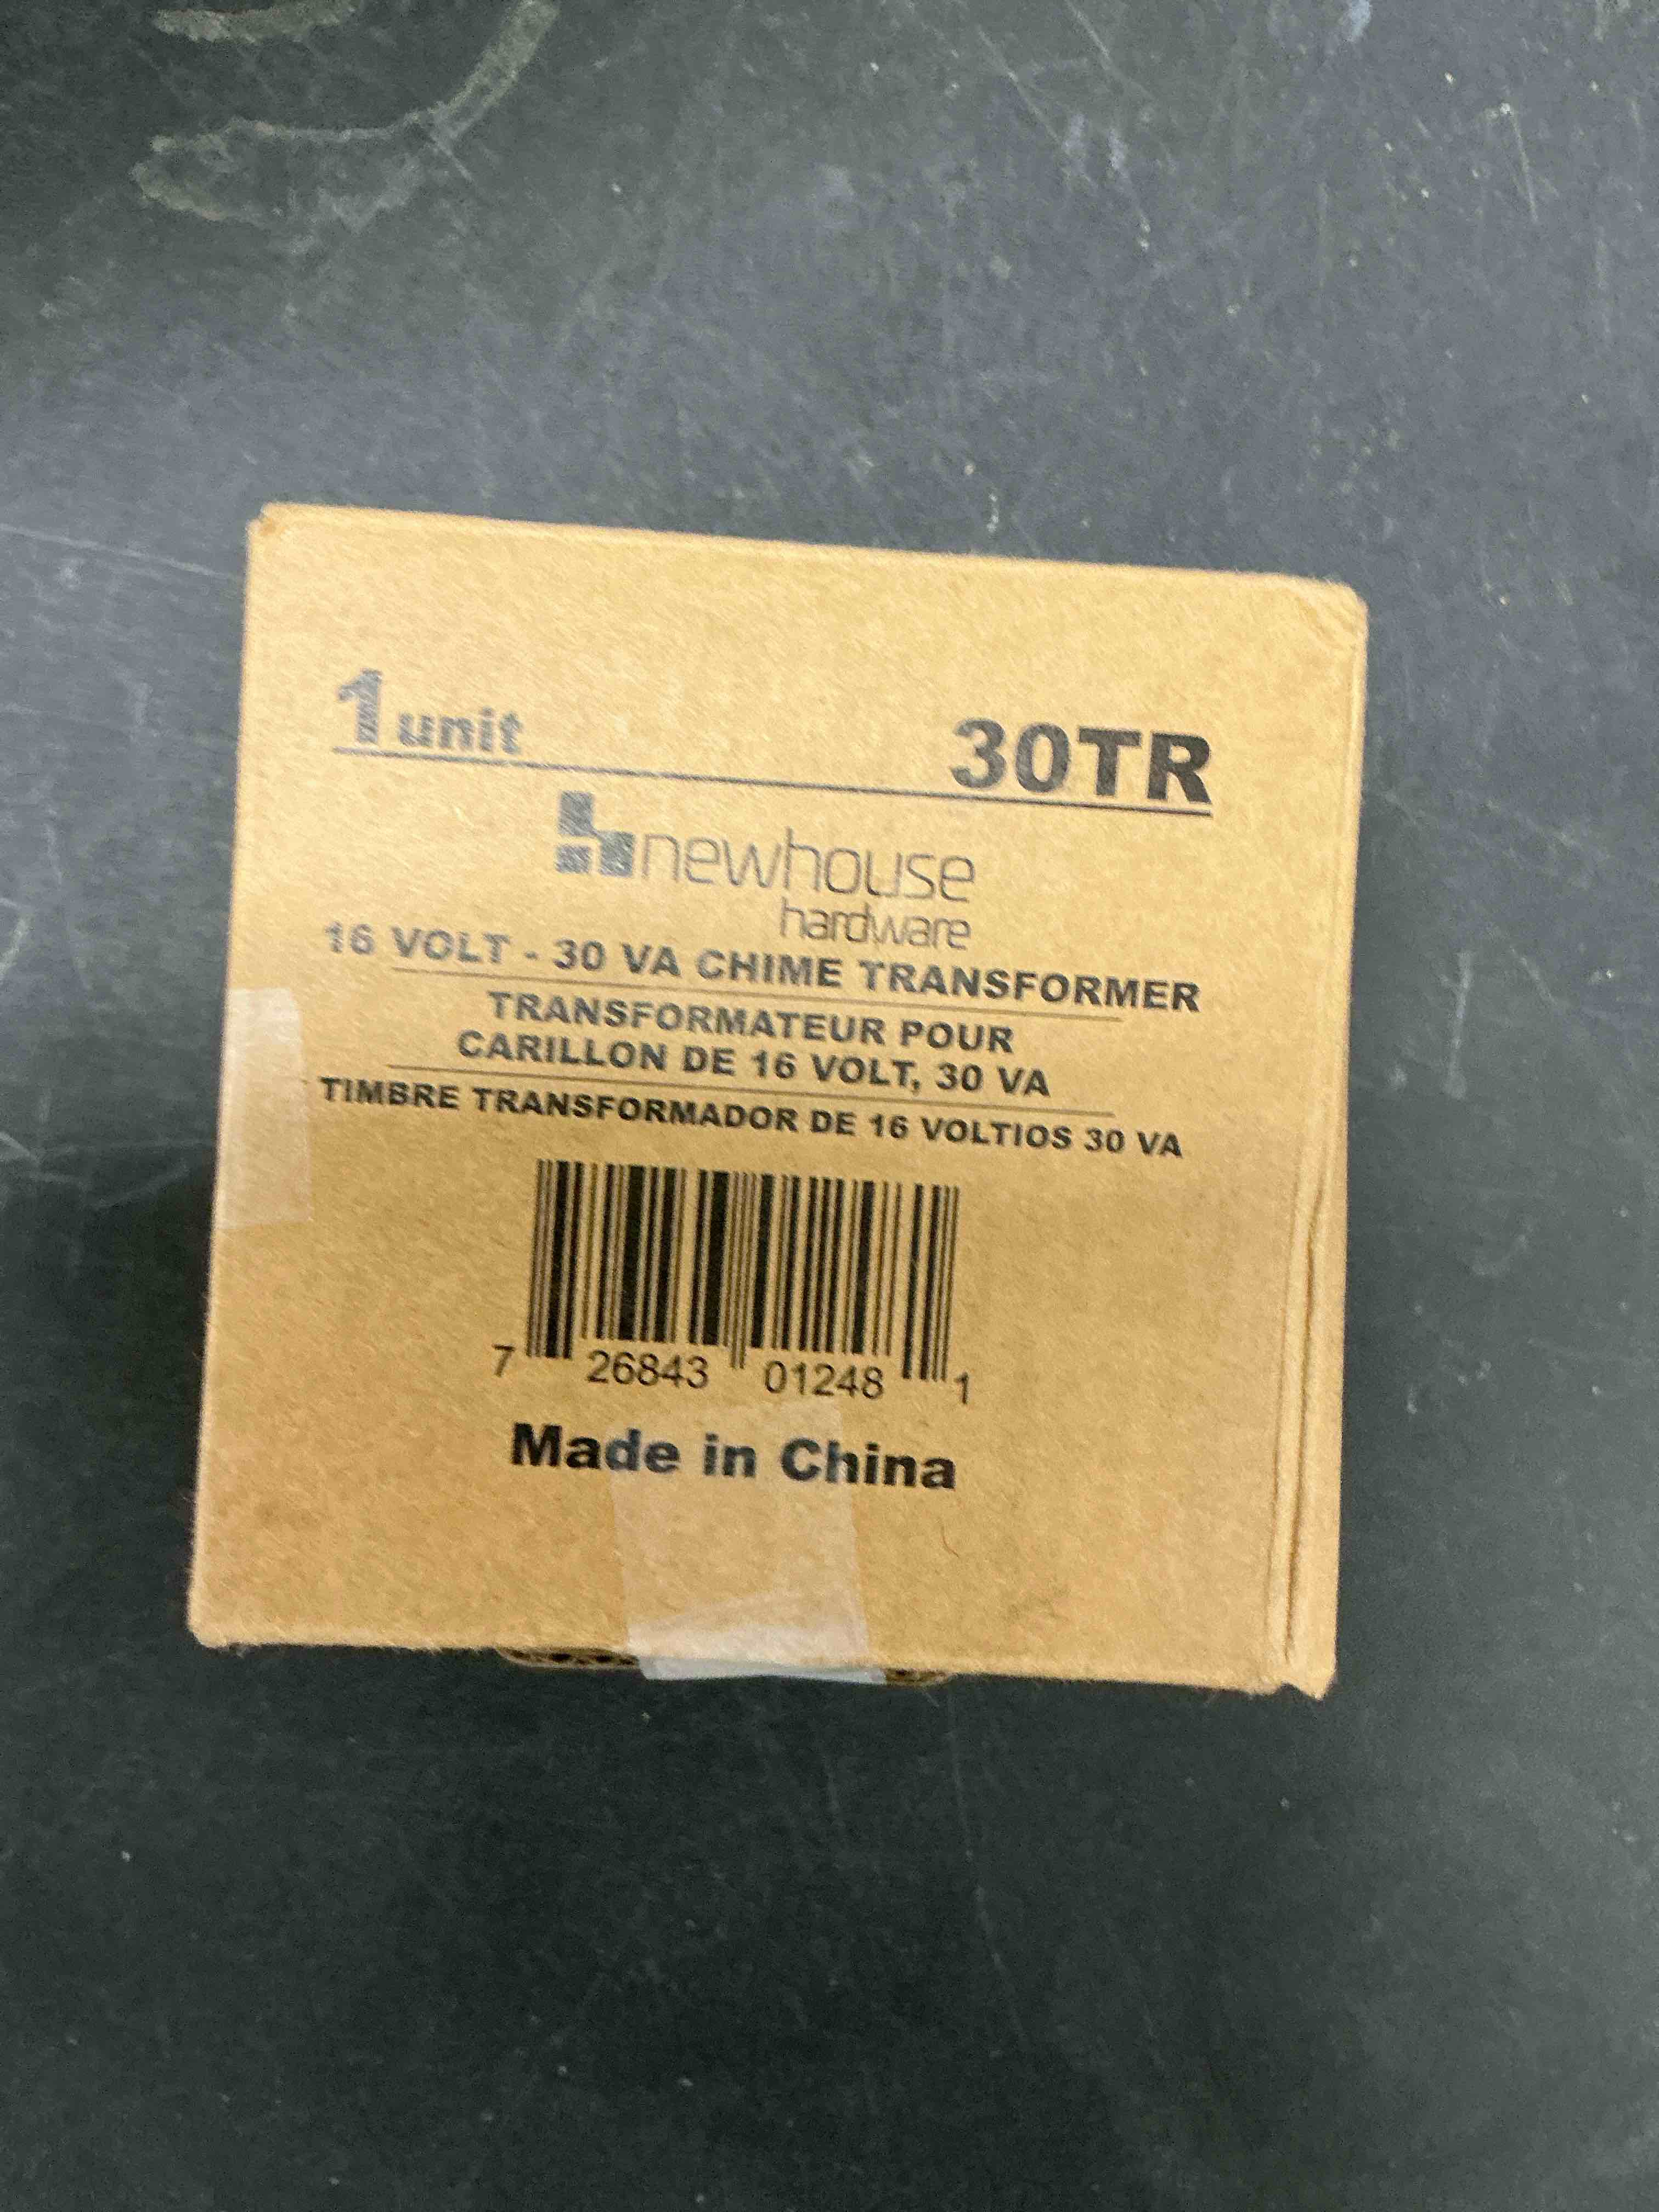 1 unit 30TR
newhouse
hardware
16 VOLT - 30 VA CHIME TRANSFORMER
TRANSFORMATEUR POUR
CARILLON DE 16 VOLT, 30 VA
TIMBRE TRANSFORMADOR DE 16 VOLTIOS 30 VA
7 26843 01248 1
Made in China